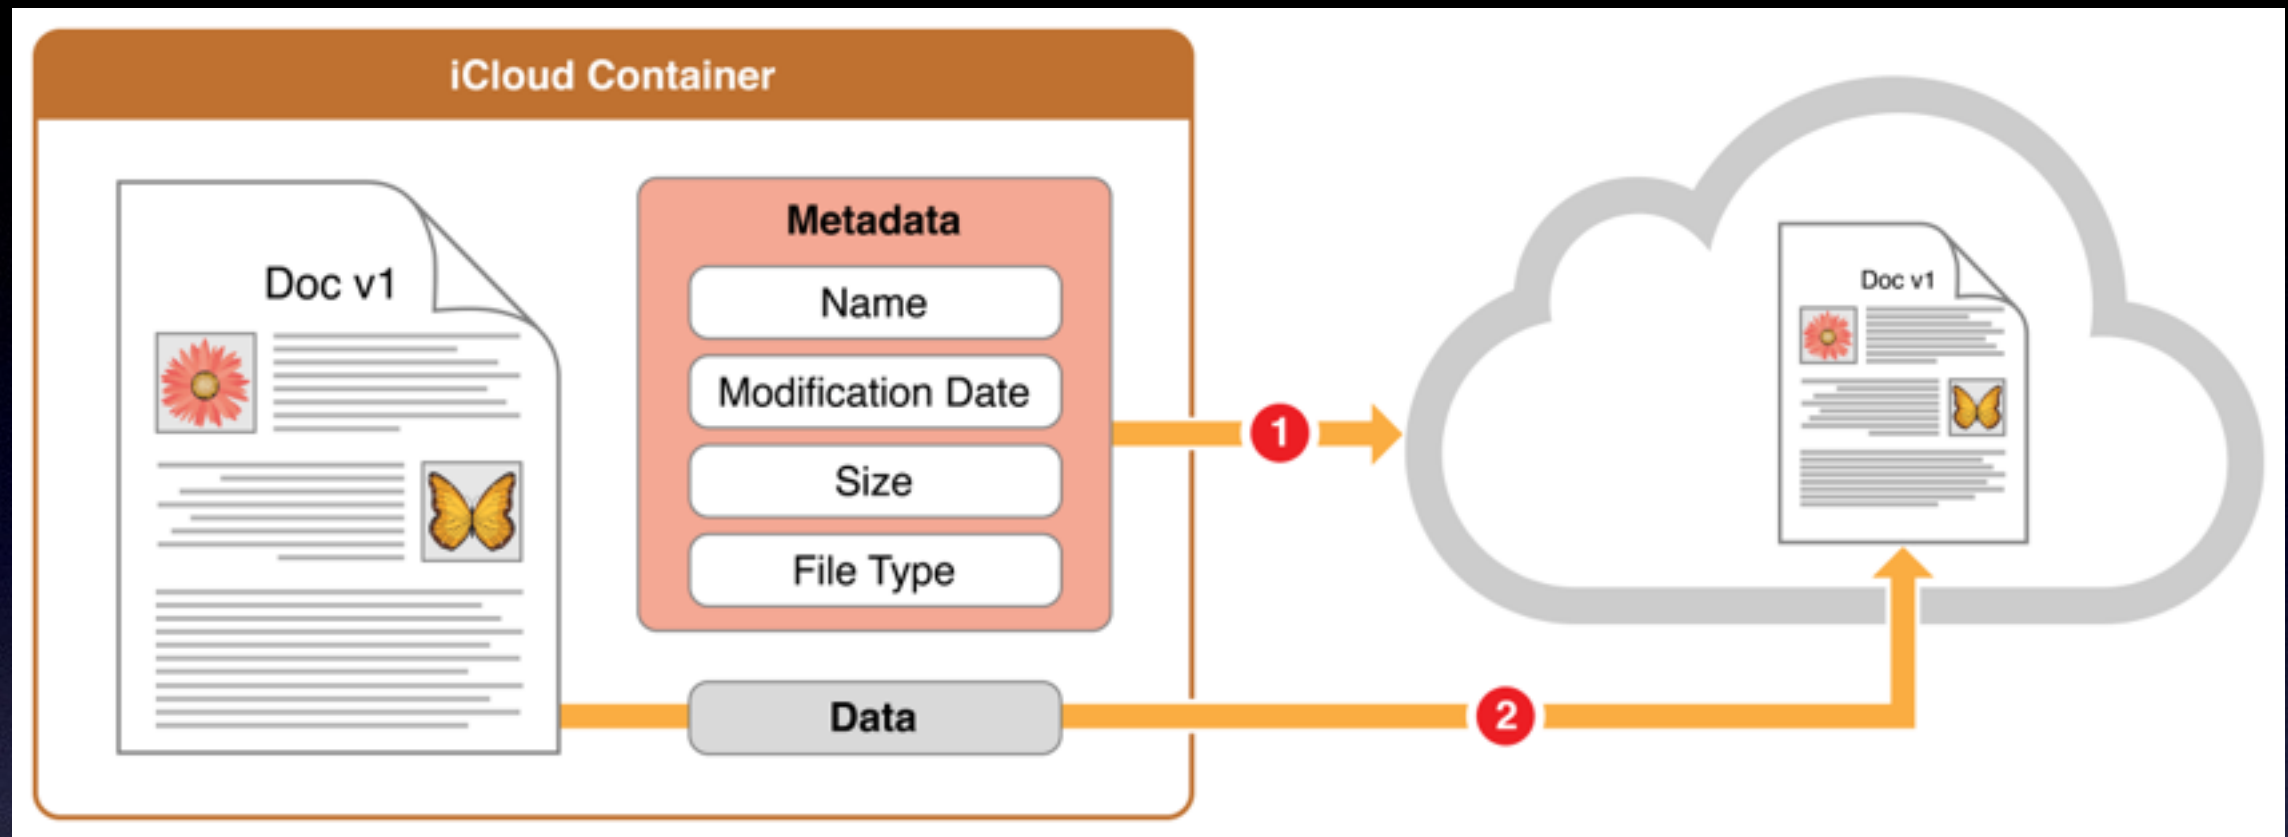 iCloud Container
Doc v1
Metadata
Name
Modification Date
Size
File Type
Data
1
2
Doc v1